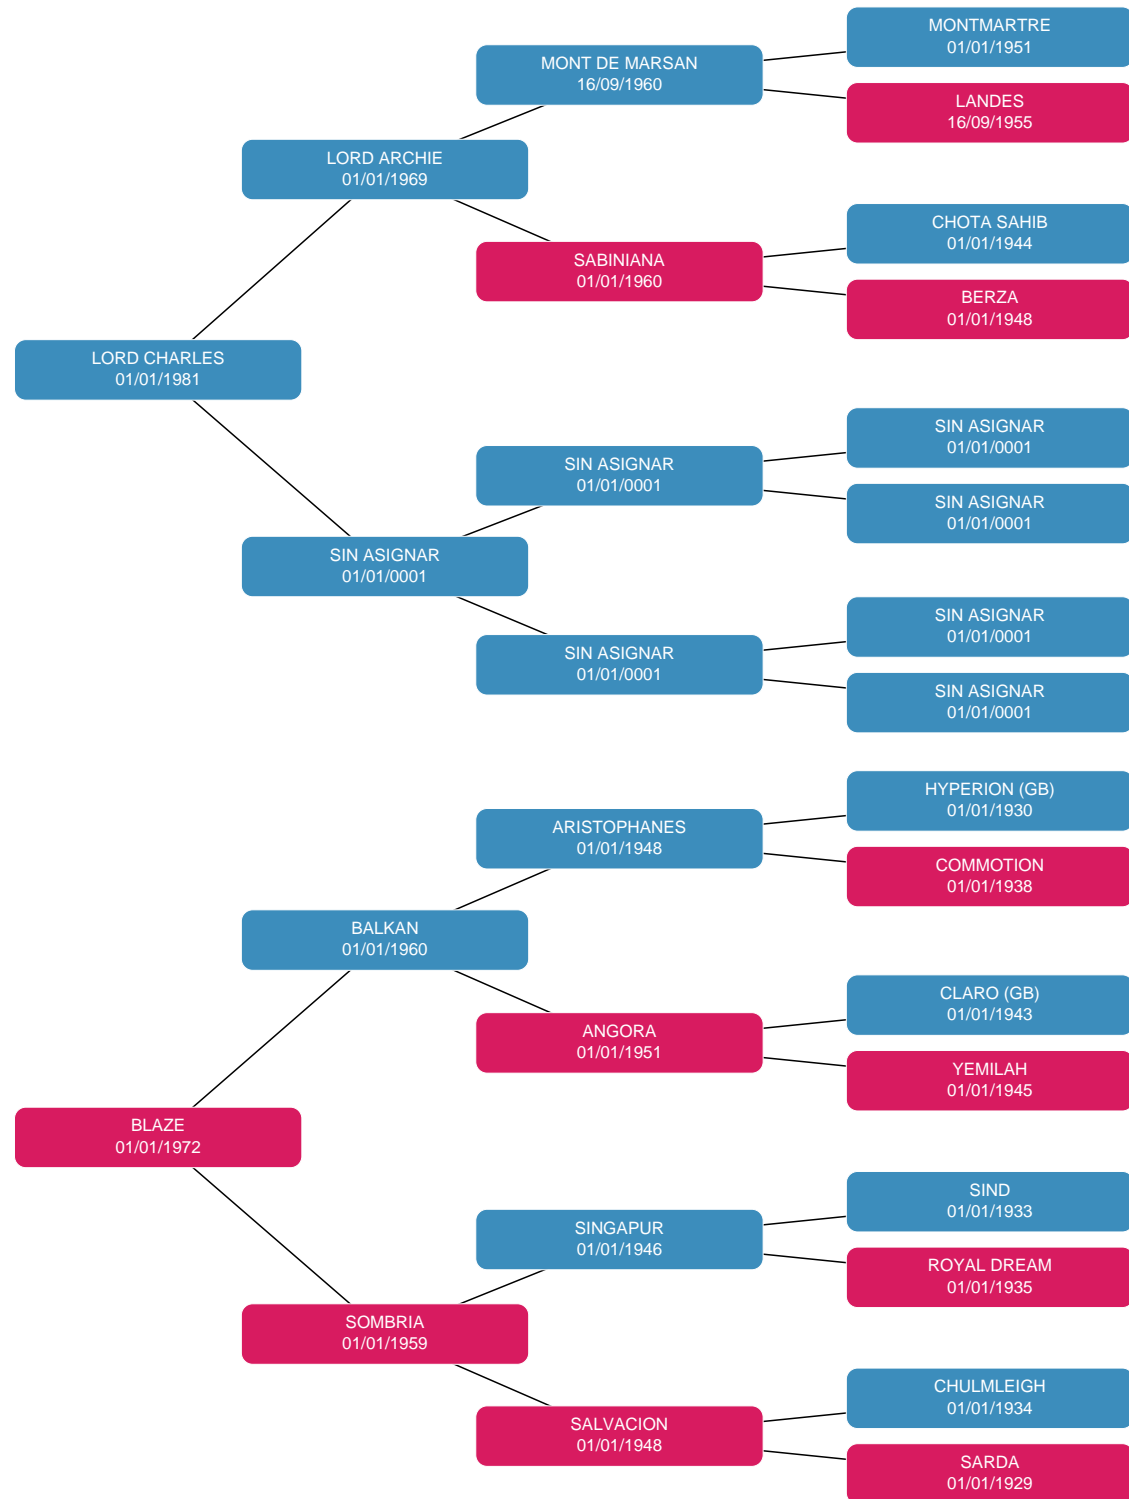 MONTMARTRE
01/01/1951
MONT DE MARSAN
16/09/1960
LANDES
16/09/1955
LORD ARCHIE
01/01/1969
CHOTA SAHIB
01/01/1944
SABINIANA
01/01/1960
BERZA
01/01/1948
LORD CHARLES
01/01/1981
SIN ASIGNAR
01/01/0001
SIN ASIGNAR
01/01/0001
SIN ASIGNAR
01/01/0001
SIN ASIGNAR
01/01/0001
SIN ASIGNAR
01/01/0001
SIN ASIGNAR
01/01/0001
SIN ASIGNAR
01/01/0001
HYPERION (GB)
01/01/1930
ARISTOPHANES
01/01/1948
COMMOTION
01/01/1938
BALKAN
01/01/1960
CLARO (GB)
01/01/1943
ANGORA
01/01/1951
YEMILAH
01/01/1945
BLAZE
01/01/1972
SIND
01/01/1933
SINGAPUR
01/01/1946
ROYAL DREAM
01/01/1935
SOMBRIA
01/01/1959
CHULMLEIGH
01/01/1934
SALVACION
01/01/1948
SARDA
01/01/1929